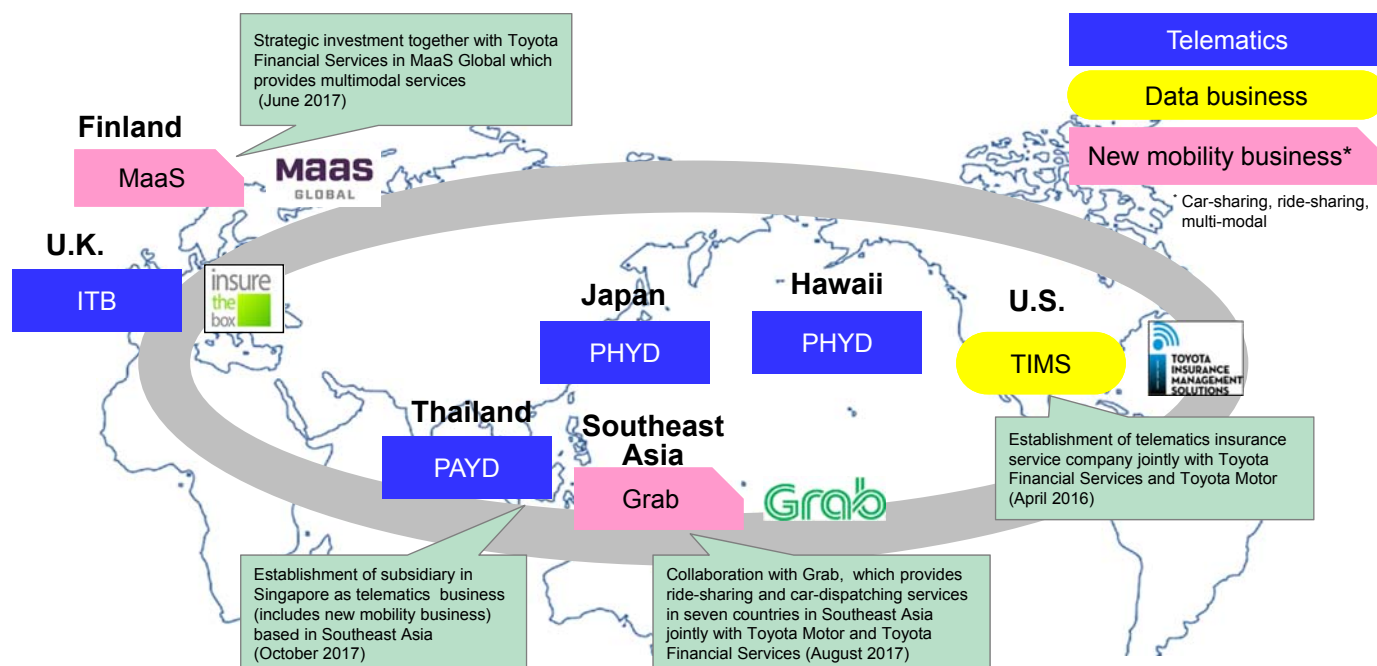 Strategic investment together with Toyota
Financial Services in MaaS Global which
provides multimodal services
(June 2017)
Telematics
Data business
New mobility business*
* Car-sharing, ride-sharing,
multi-modal
Finland
MaaS
MaaS
GLOBAL
U.K.
ITB
insure
the
box
Japan
PHYD
Hawaii
PHYD
U.S.
TIMS
TOYOTA
INSURANCE
MANAGEMENT
SOLUTIONS
Thailand
PAYD
Southeast
Asia
Grab
Grab
Establishment of telematics insurance
service company jointly with Toyota
Financial Services and Toyota Motor
(April 2016)
Establishment of subsidiary in
Singapore as telematics business
(includes new mobility business)
based in Southeast Asia
(October 2017)
Collaboration with Grab, which provides
ride-sharing and car-dispatching services
in seven countries in Southeast Asia
jointly with Toyota Motor and Toyota
Financial Services (August 2017)